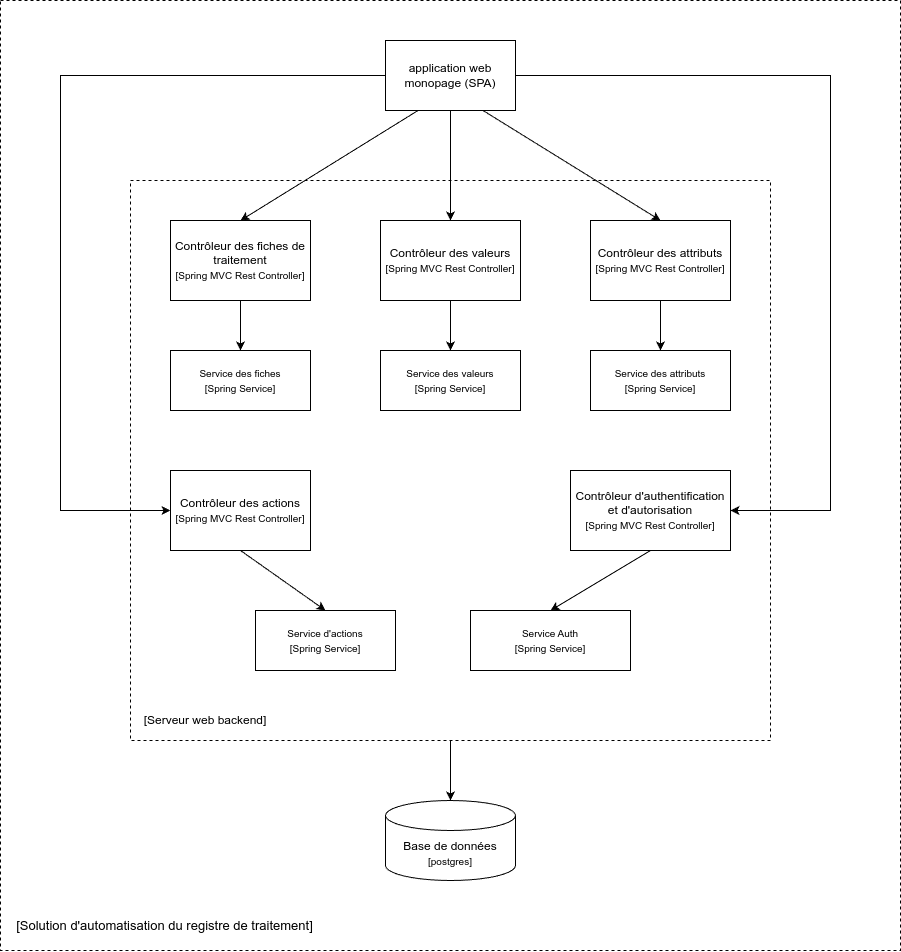 application web
monopage (SPA)
Contrôleur des fiches de
traitement
[Spring MVC Rest Controller]
Contrôleur des valeurs
[Spring MVC Rest Controller]
Contrôleur des attributs
[Spring MVC Rest Controller]
Service des fiches
[Spring Service]
Service des valeurs
[Spring Service]
Service des attributs
[Spring Service]
Contrôleur des actions
[Spring MVC Rest Controller]
Contrôleur d'authentification
et d'autorisation
[Spring MVC Rest Controller]
Service d'actions
[Spring Service]
Service Auth
[Spring Service]
[Serveur web backend]
Base de données
[postgres]
[Solution d'automatisation du registre de traitement]